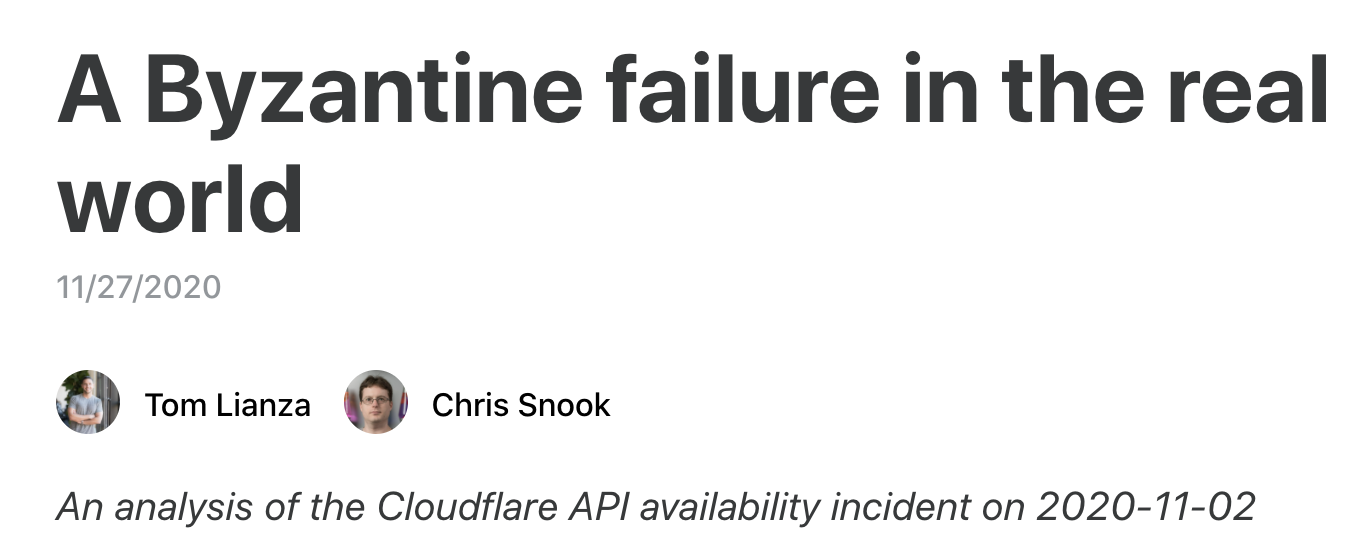 A Byzantine failure in the real
world
11/27/2020
Tom Lianza Chris Snook
An analysis of the Cloudflare API availability incident on 2020-11-02